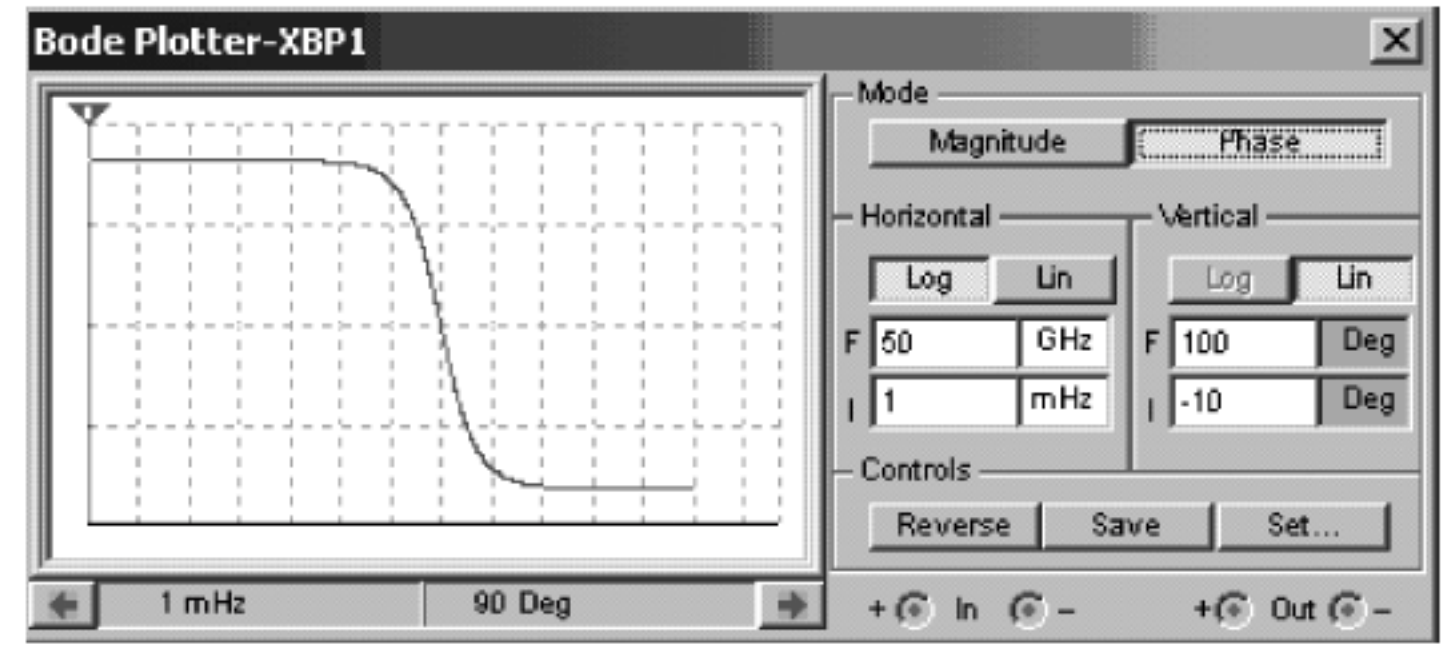 Bode Plotter-XBP1
Mode
Magnitude Phase
Horizontal Vertical
Log Lin Log Lin
F 50 GHz F 100 Deg
I 1 mHz I -10 Deg
Controls
Reverse Save Set...
1 mHz 90 Deg + In - + Out -